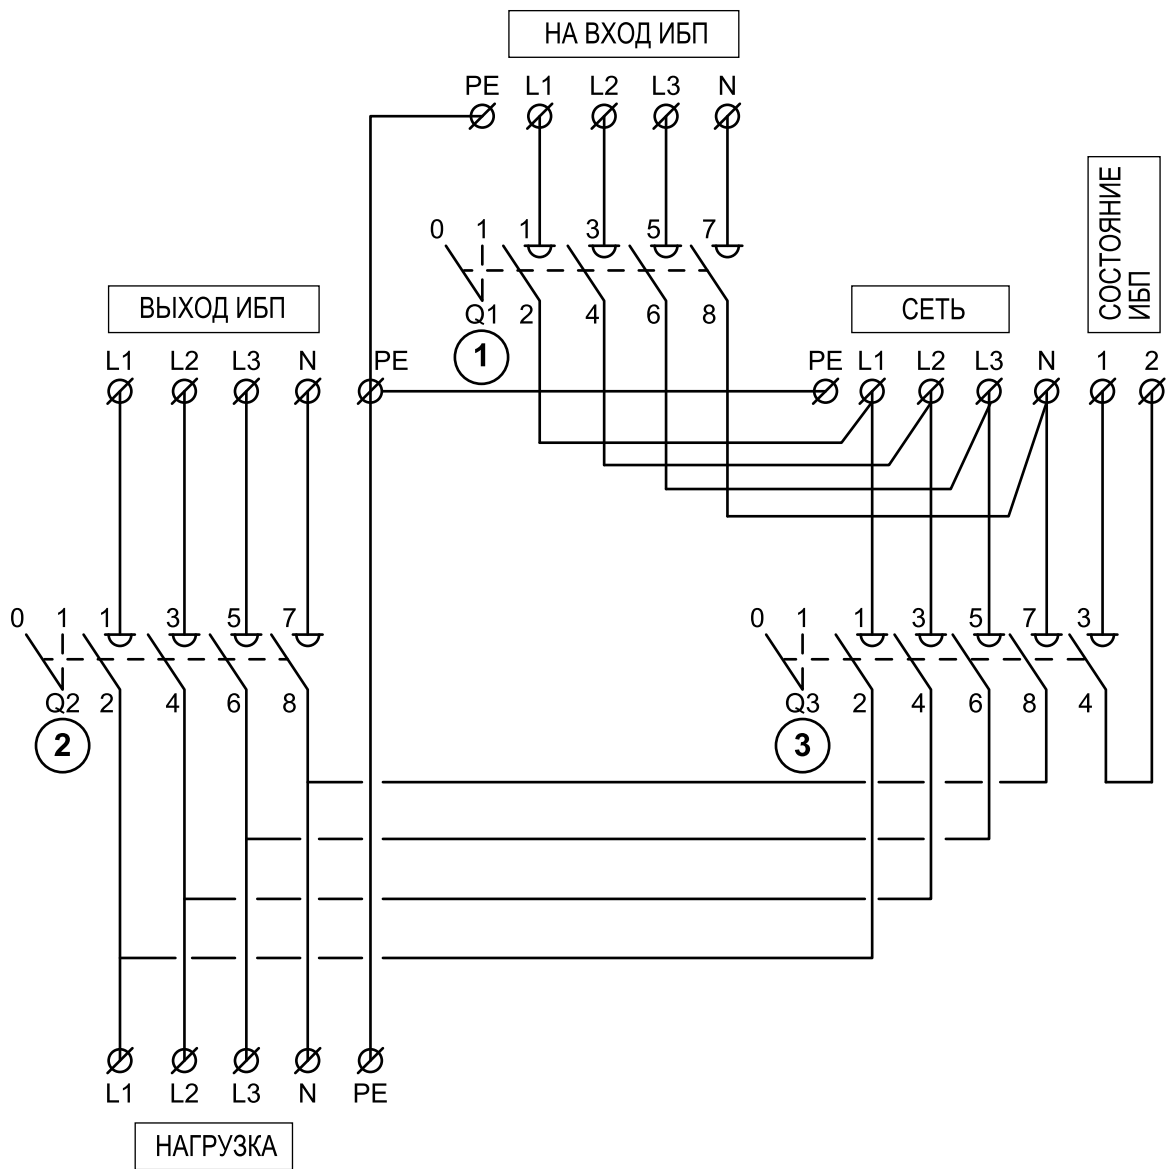 НА ВХОД ИБП
PE L1 L2 L3 N
СОСТОЯНИЕ
ИБП
0 1 1 3 5 7
Q1 2 4 6 8
1
ВЫХОД ИБП
СЕТЬ
L1 L2 L3 N PE
PE L1 L2 L3 N 1 2
0 1 1 3 5 7
Q2 2 4 6 8
2
0 1 1 3 5 7 3
Q3 2 4 6 8 4
3
L1 L2 L3 N PE
НАГРУЗКА